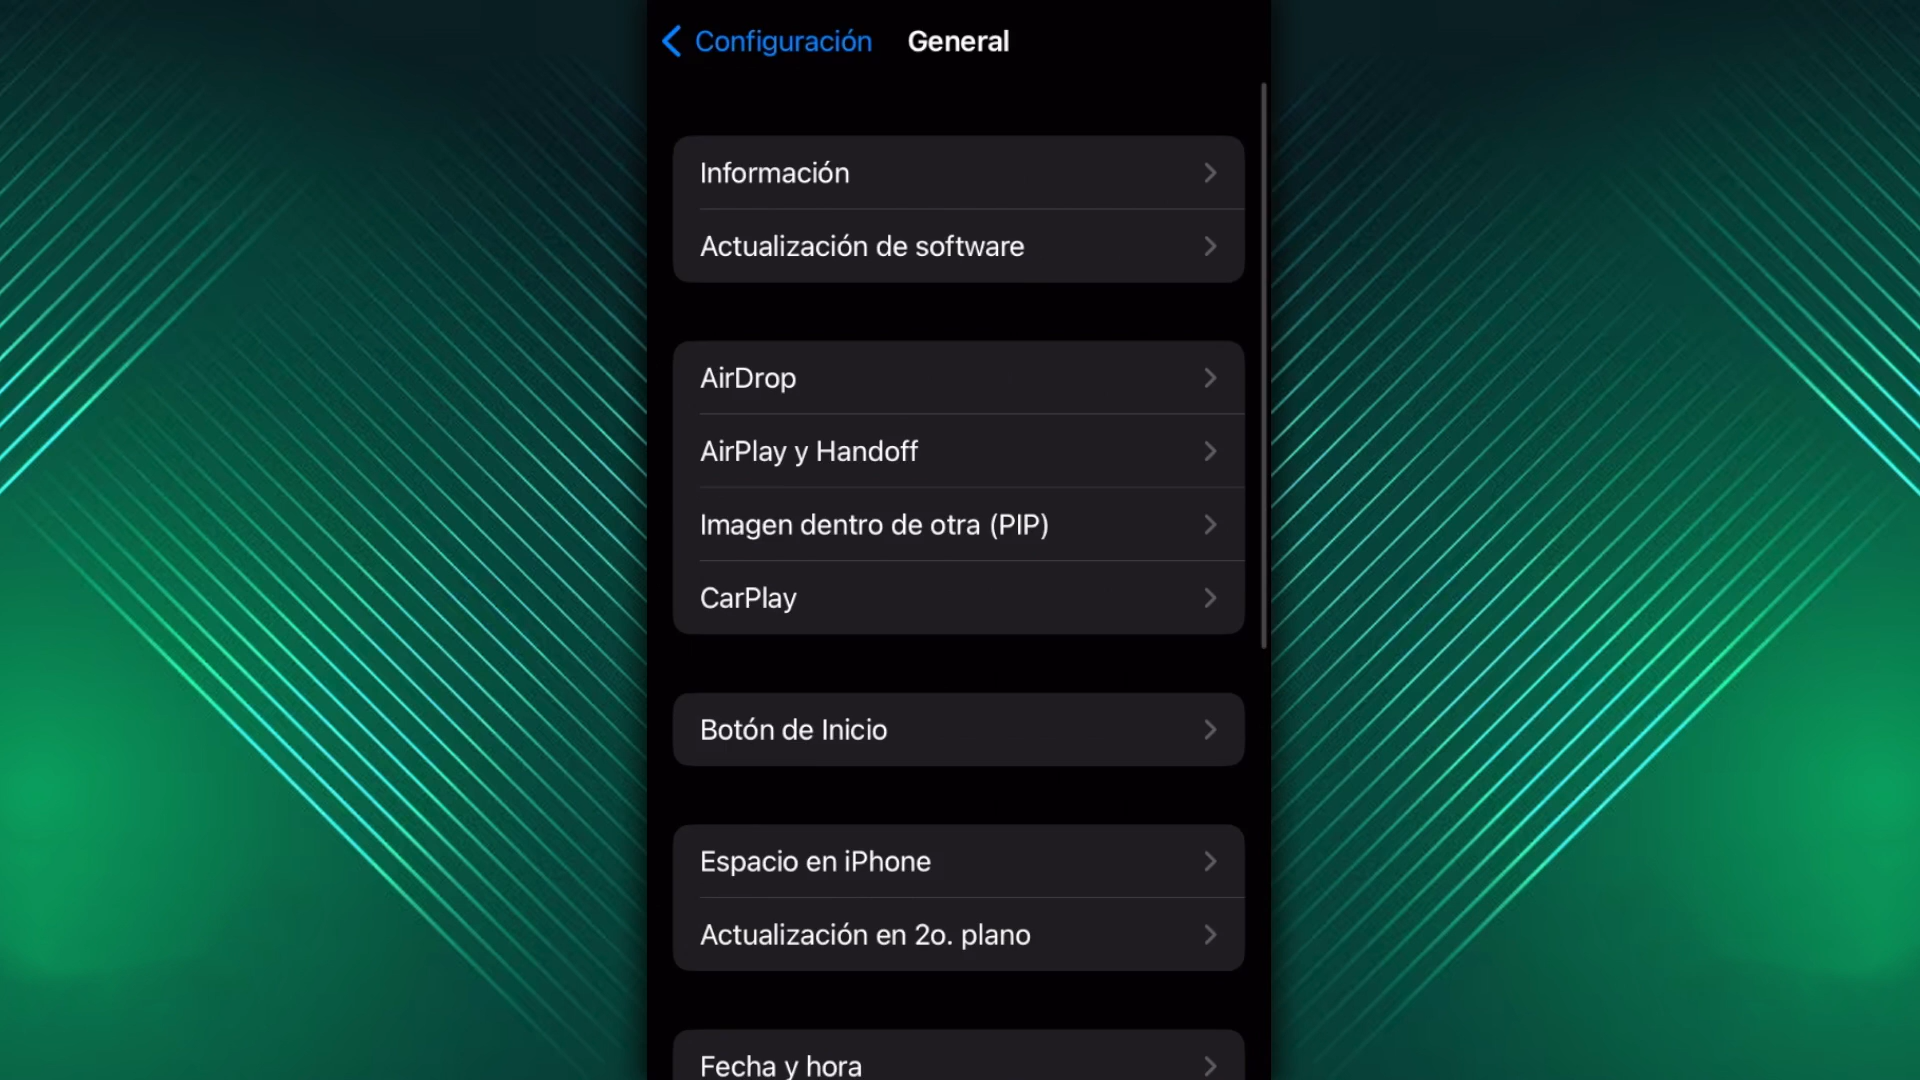 Configuración General
Información
Actualización de software
AirDrop
AirPlay y Handoff
Imagen dentro de otra (PIP)
CarPlay
Botón de Inicio
Espacio en iPhone
Actualización en 2o. plano
Fecha y hora